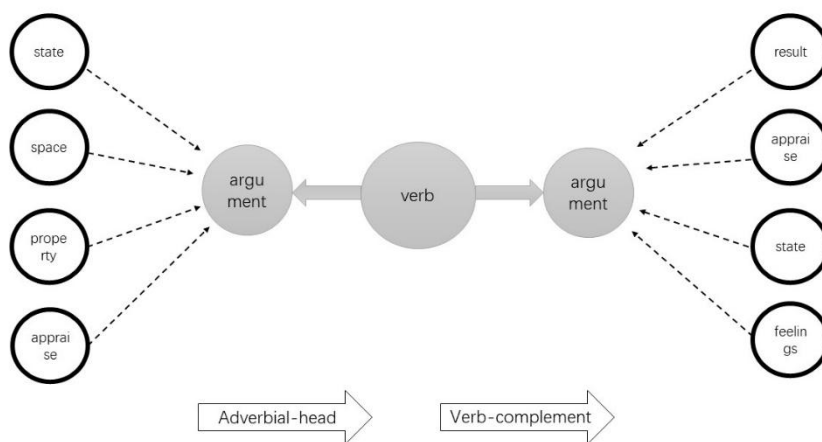 state
space
prope
rty
apprai
se
argu
ment
verb
argu
ment
result
apprai
se
state
feelin
gs
Adverbial-head
Verb-complement